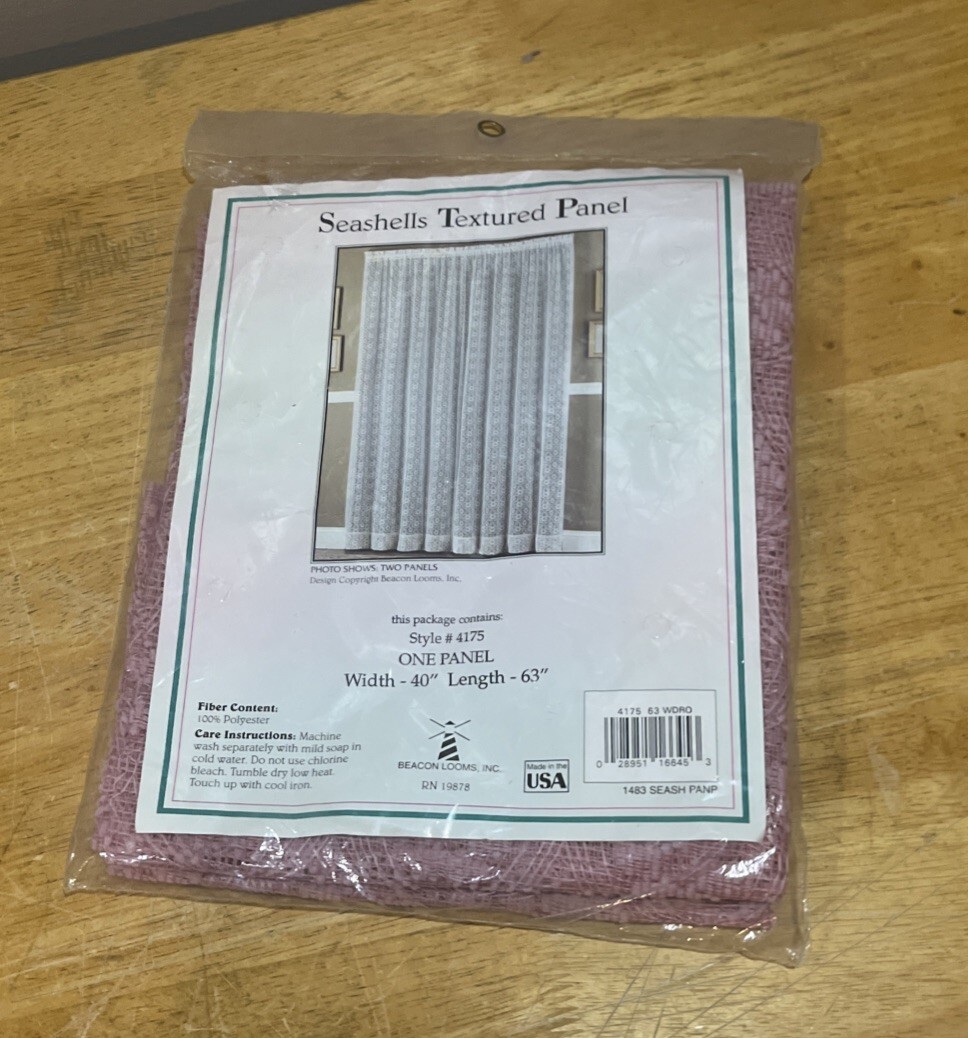 Seashells Textured Panel
PHOTO SHOWS: TWO PANELS
Design Copyright Beacon Looms, Inc.
this package contains:
Style # 4175
ONE PANEL
Width - 40" Length - 63"
Fiber Content:
100% Polyester
Care Instructions: Machine
wash separately with mild soap in
cold water. Do not use chlorine
bleach. Tumble dry low heat.
Touch up with cool iron.
BEACON LOOMS, INC.
RN 19878
Made in the
USA
4175 63 WDRO
0 28951 16645 3
1483 SEASH PANP